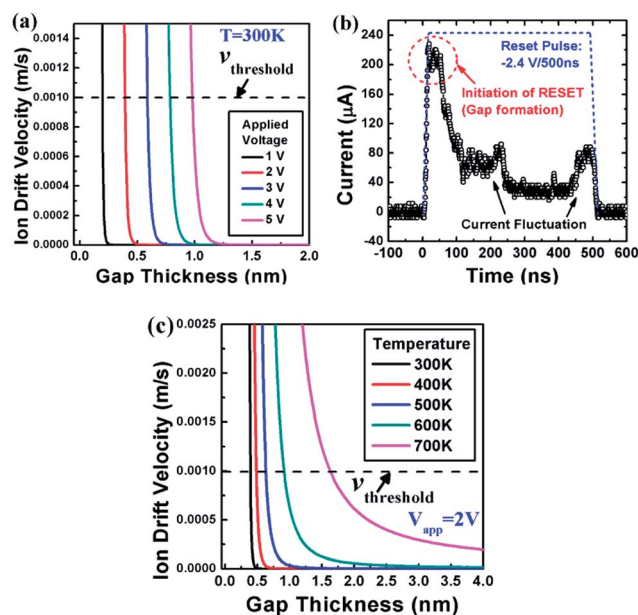 (a)
Ion Drift Velocity (m/s)
0.0014
0.0012
0.0010
0.0008
0.0006
0.0004
0.0002
0.0000
T=300K
v threshold
Applied
Voltage
1 V
2 V
3 V
4 V
5 V
0.0 0.5 1.0 1.5 2.0
Gap Thickness (nm)
(b)
Current (µA)
240
200
160
120
80
40
0
-40
Reset Pulse:
-2.4 V/500ns
Initiation of RESET
(Gap formation)
Current Fluctuation
-100 0 100 200 300 400 500 600
Time (ns)
(c)
Ion Drift Velocity (m/s)
0.0025
0.0020
0.0015
0.0010
0.0005
0.0000
Temperature
300K
400K
500K
600K
700K
v threshold
Vapp=2V
0.0 0.5 1.0 1.5 2.0 2.5 3.0 3.5 4.0
Gap Thickness (nm)